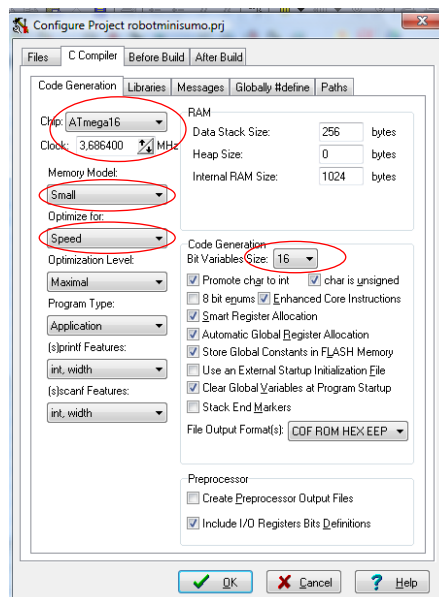 Configure Project robotminisumo.prj
Files C Compiler Before Build After Build
Code Generation Libraries Messages Globally #define Paths
Chip: ATmega16
Clock: 3,686400 MHz
Memory Model:
Small
Optimize for:
Speed
Optimization Level:
Maximal
Program Type:
Application
(s)printf Features:
int, width
(s)scanf Features:
int, width
RAM
Data Stack Size: 256 bytes
Heap Size: 0 bytes
Internal RAM Size: 1024 bytes
Code Generation
Bit Variables Size: 16
Promote char to int char is unsigned
8 bit enums Enhanced Core Instructions
Smart Register Allocation
Automatic Global Register Allocation
Store Global Constants in FLASH Memory
Use an External Startup Initialization File
Clear Global Variables at Program Startup
Stack End Markers
File Output Format(s): COF ROM HEX EEP
Preprocessor
Create Preprocessor Output Files
Include I/O Registers Bits Definitions
OK Cancel ? Help